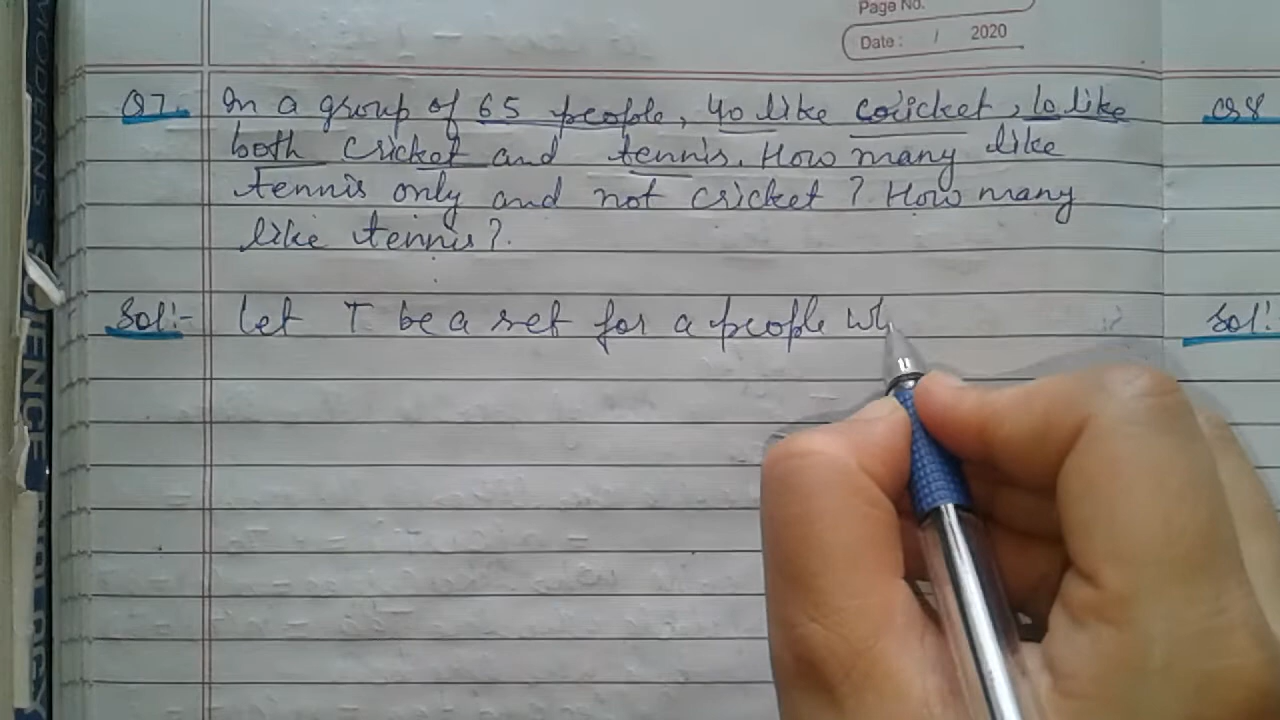 Page No.
Date : / 2020
Q7. In a group of 65 people, 40 like cricket, 10 like
both cricket and tennis. How many like
tennis only and not cricket? How many
like tennis?
Sol:- Let T be a set for a people wh
Q8
Sol:
MODERN'S SCIENCE